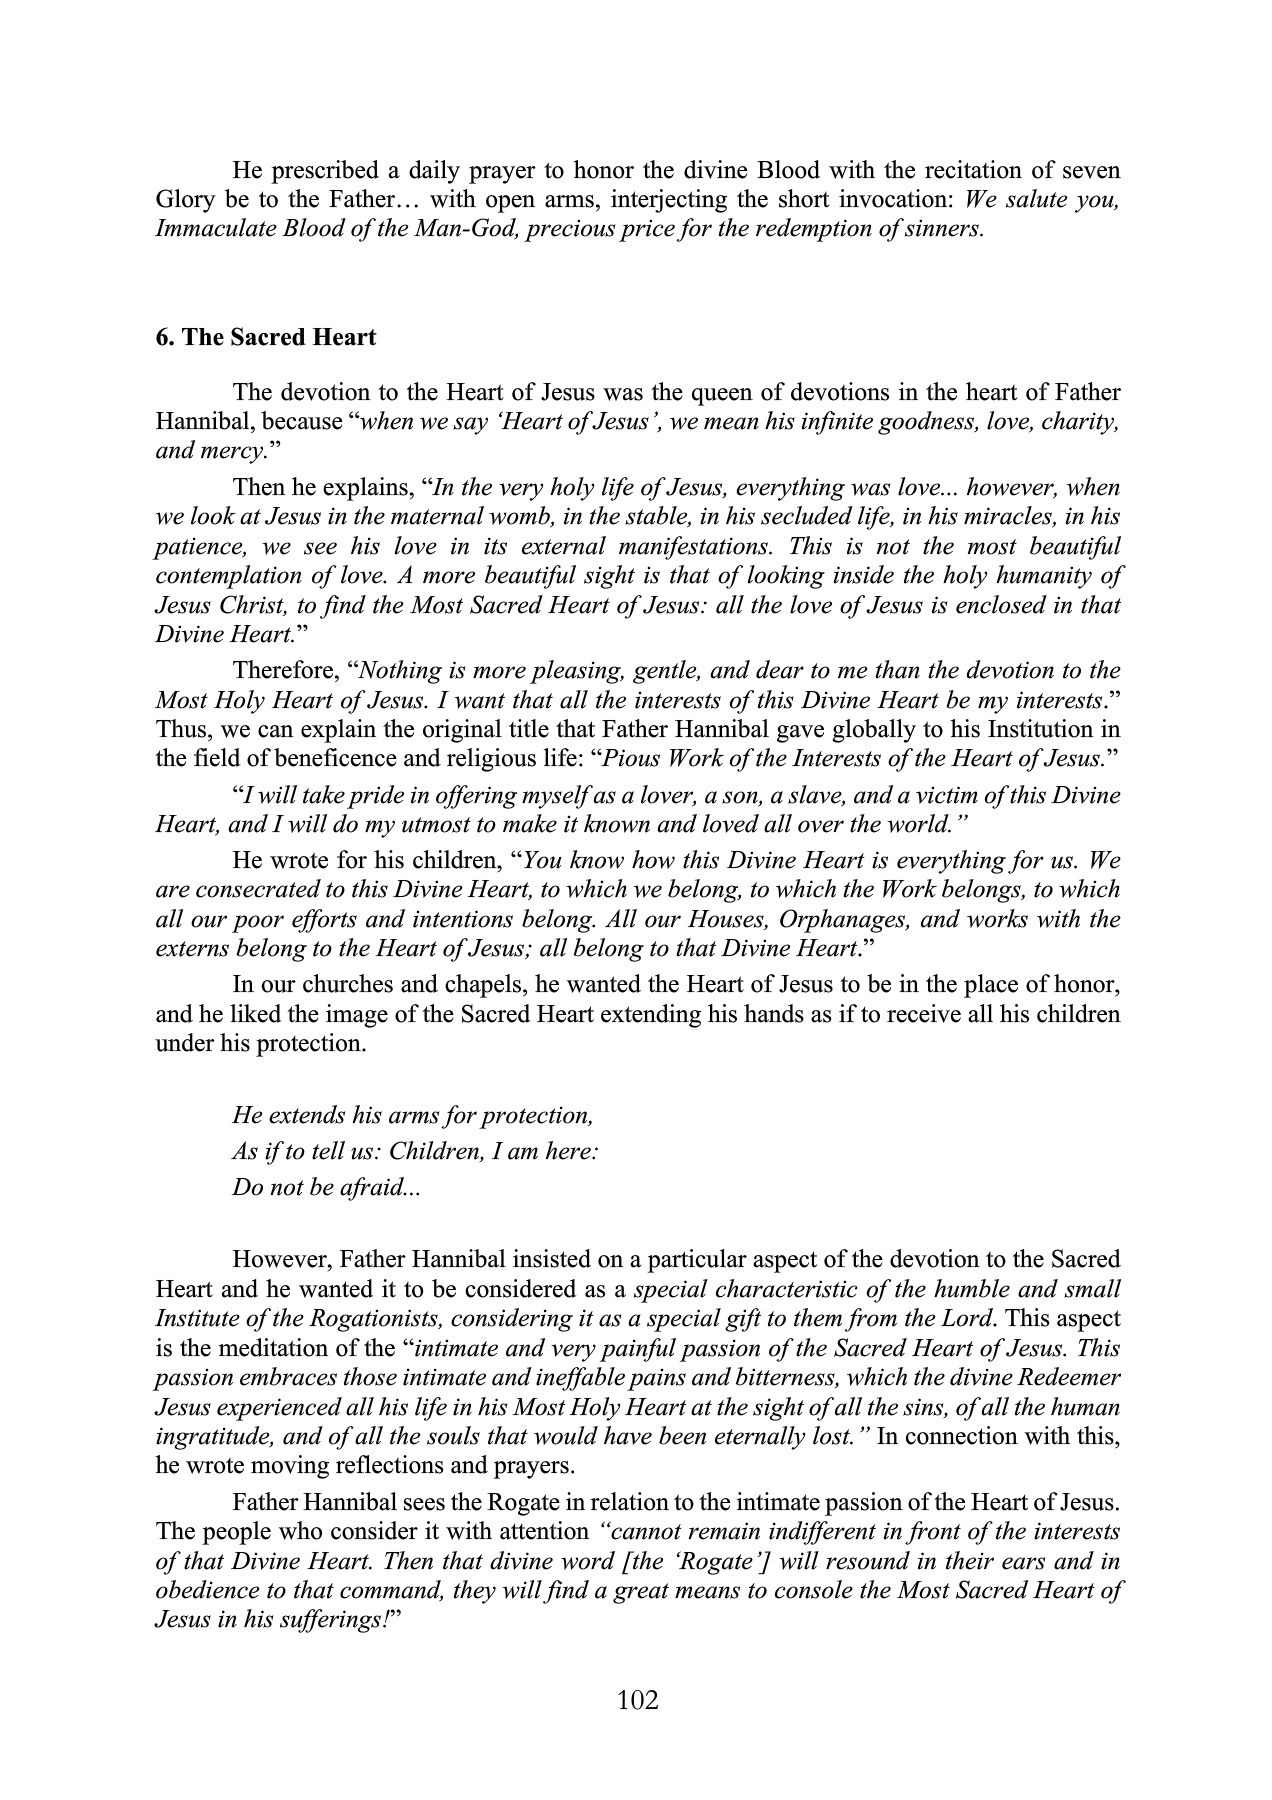 He prescribed a daily prayer to honor the divine Blood with the recitation of seven
Glory be to the Father… with open arms, interjecting the short invocation: We salute you,
Immaculate Blood of the Man-God, precious price for the redemption of sinners.
6. The Sacred Heart
The devotion to the Heart of Jesus was the queen of devotions in the heart of Father
Hannibal, because “when we say ‘Heart of Jesus’, we mean his infinite goodness, love, charity,
and mercy.”
Then he explains, “In the very holy life of Jesus, everything was love... however, when
we look at Jesus in the maternal womb, in the stable, in his secluded life, in his miracles, in his
patience, we see his love in its external manifestations. This is not the most beautiful
contemplation of love. A more beautiful sight is that of looking inside the holy humanity of
Jesus Christ, to find the Most Sacred Heart of Jesus: all the love of Jesus is enclosed in that
Divine Heart.”
Therefore, “Nothing is more pleasing, gentle, and dear to me than the devotion to the
Most Holy Heart of Jesus. I want that all the interests of this Divine Heart be my interests.”
Thus, we can explain the original title that Father Hannibal gave globally to his Institution in
the field of beneficence and religious life: “Pious Work of the Interests of the Heart of Jesus.”
“I will take pride in offering myself as a lover, a son, a slave, and a victim of this Divine
Heart, and I will do my utmost to make it known and loved all over the world.”
He wrote for his children, “You know how this Divine Heart is everything for us. We
are consecrated to this Divine Heart, to which we belong, to which the Work belongs, to which
all our poor efforts and intentions belong. All our Houses, Orphanages, and works with the
externs belong to the Heart of Jesus; all belong to that Divine Heart.”
In our churches and chapels, he wanted the Heart of Jesus to be in the place of honor,
and he liked the image of the Sacred Heart extending his hands as if to receive all his children
under his protection.
He extends his arms for protection,
As if to tell us: Children, I am here:
Do not be afraid...
However, Father Hannibal insisted on a particular aspect of the devotion to the Sacred
Heart and he wanted it to be considered as a special characteristic of the humble and small
Institute of the Rogationists, considering it as a special gift to them from the Lord. This aspect
is the meditation of the “intimate and very painful passion of the Sacred Heart of Jesus. This
passion embraces those intimate and ineffable pains and bitterness, which the divine Redeemer
Jesus experienced all his life in his Most Holy Heart at the sight of all the sins, of all the human
ingratitude, and of all the souls that would have been eternally lost.” In connection with this,
he wrote moving reflections and prayers.
Father Hannibal sees the Rogate in relation to the intimate passion of the Heart of Jesus.
The people who consider it with attention “cannot remain indifferent in front of the interests
of that Divine Heart. Then that divine word [the ‘Rogate’] will resound in their ears and in
obedience to that command, they will find a great means to console the Most Sacred Heart of
Jesus in his sufferings!”
102